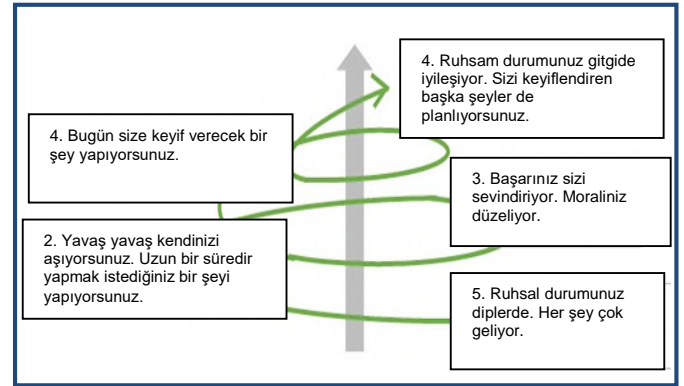 4. Ruhsam durumunuz gitgide
iyileşiyor. Sizi keyiflendiren
başka şeyler de
planlıyorsunuz.
4. Bugün size keyif verecek bir
şey yapıyorsunuz.
3. Başarınız sizi
sevindiriyor. Moraliniz
düzeliyor.
2. Yavaş yavaş kendinizi
aşıyorsunuz. Uzun bir süredir
yapmak istediğiniz bir şeyi
yapıyorsunuz.
5. Ruhsal durumunuz
diplerde. Her şey çok
geliyor.